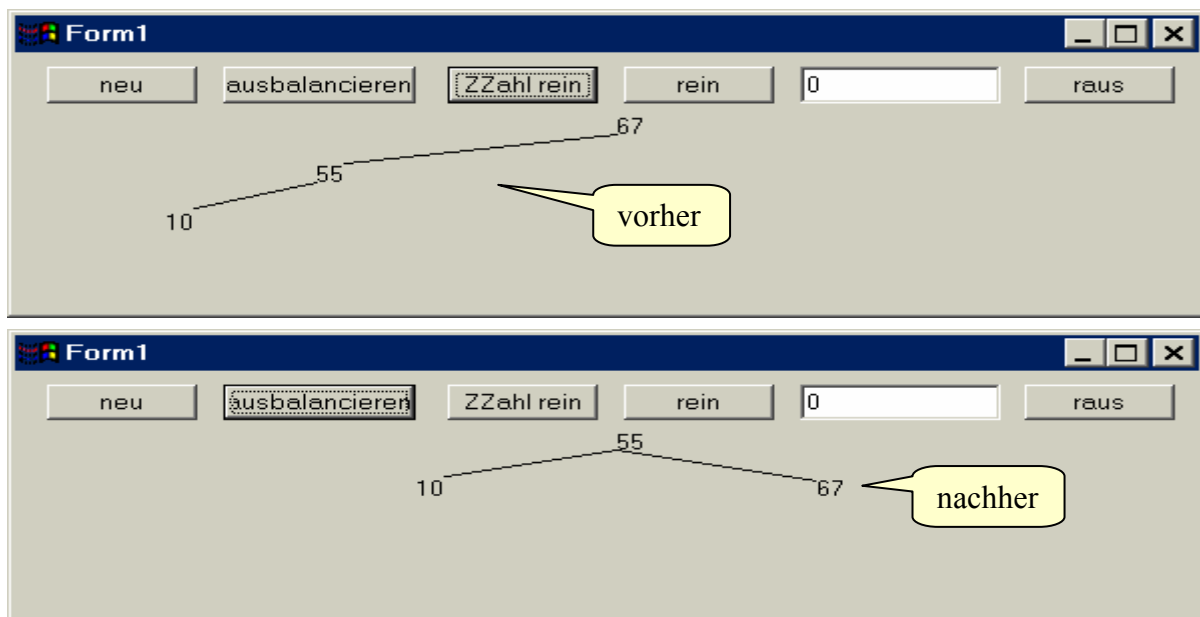 Form1
neu ausbalancieren ZZahl rein rein 0 raus
67
55
10
vorher
Form1
neu ausbalancieren ZZahl rein rein 0 raus
55
10 67
nachher